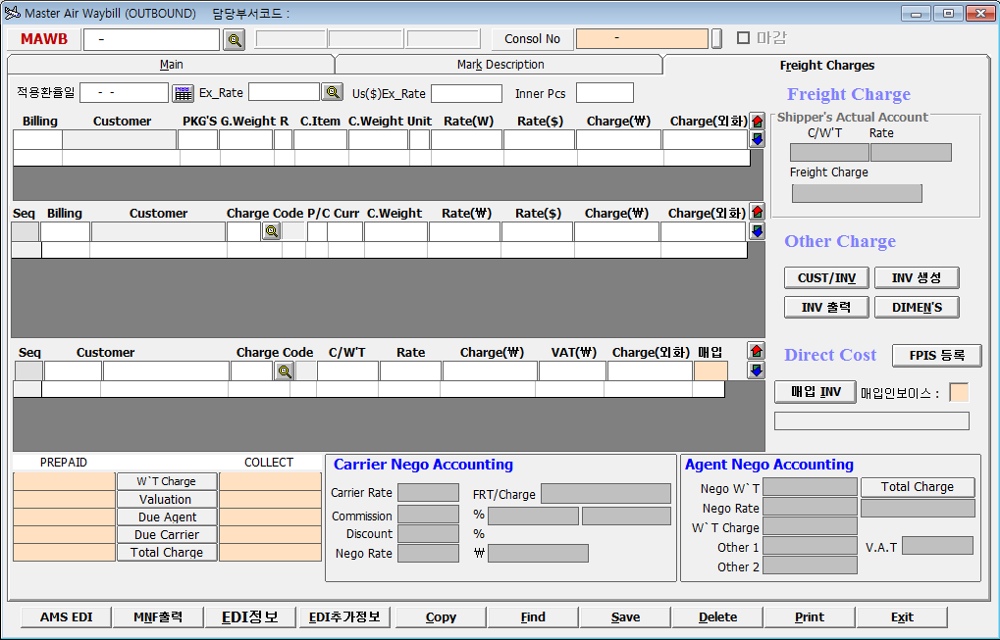 Master Air Waybill (OUTBOUND) 담당부서코드 :
MAWB - Consol No - 마감
Main Mark Description Freight Charges
적용환율일 - - Ex_Rate Us($)Ex_Rate Inner Pcs
Freight Charge
Billing Customer PKG'S G.Weight R C.Item C.Weight Unit Rate(W) Rate($) Charge(₩) Charge(외화)
Shipper's Actual Account
C/W'T Rate
Freight Charge
Seq Billing Customer Charge Code P/C Curr C.Weight Rate(₩) Rate($) Charge(₩) Charge(외화)
Other Charge
CUST/INV INV 생성
INV 출력 DIMEN'S
Seq Customer Charge Code C/W'T Rate Charge(₩) VAT(₩) Charge(외화) 매입
Direct Cost FPIS 등록
매입 INV 매입인보이스 :
PREPAID COLLECT
W`T Charge
Valuation
Due Agent
Due Carrier
Total Charge
Carrier Nego Accounting
Carrier Rate FRT/Charge
Commission %
Discount %
Nego Rate ₩
Agent Nego Accounting
Nego W`T Total Charge
Nego Rate
W`T Charge
Other 1 V.A.T
Other 2
AMS EDI MNF출력 EDI정보 EDI추가정보 Copy Find Save Delete Print Exit